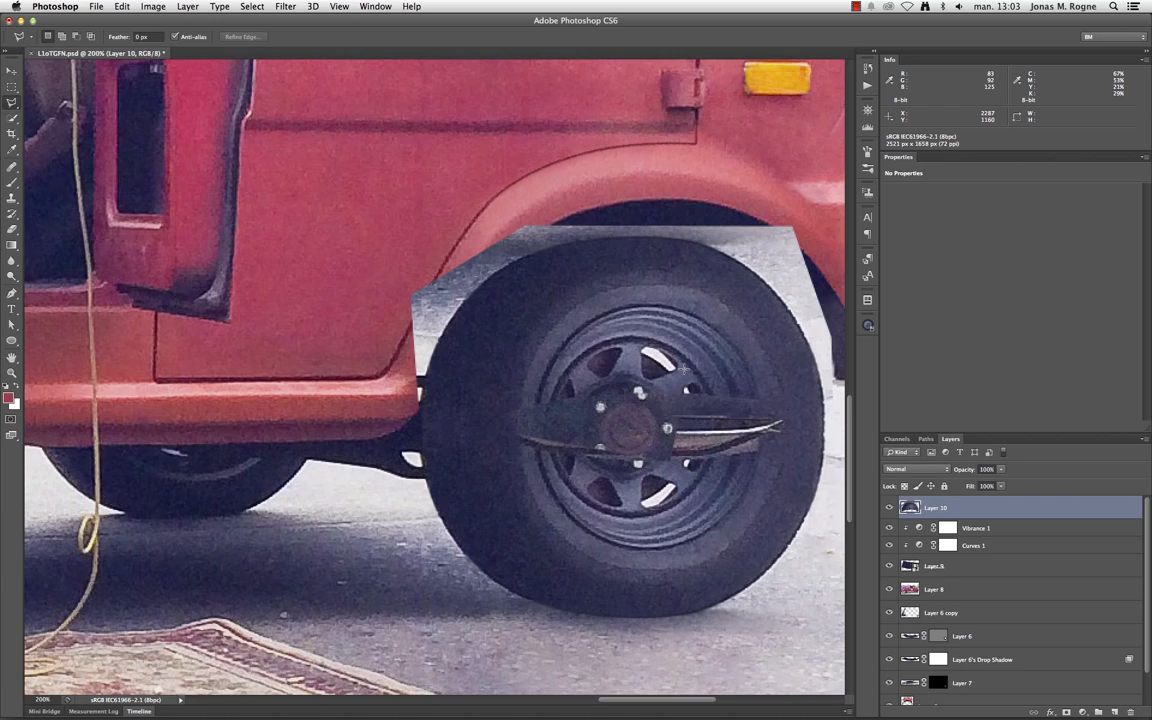 Photoshop File Edit Image Layer Type Select Filter 3D View Window Help man. 13:03 Jonas M. Rogne
Adobe Photoshop CS6
Feather: 0 px Anti-alias Refine Edge... BM
L1oTGFN.psd @ 200% (Layer 10, RGB/8) *
Info
R: 83 C: 67%
G: 92 M: 53%
B: 125 Y: 21%
K: 29%
8-bit 8-bit
X: 2287 W:
Y: 1160 H:
sRGB IEC61966-2.1 (8bpc)
2521 px x 1658 px (72 ppi)
Properties
No Properties
Channels Paths Layers
Kind
Normal Opacity: 100%
Lock: Fill: 100%
Layer 10
Vibrance 1
Curves 1
Layer 9
Layer 8
Layer 6 copy
Layer 6
Layer 6's Drop Shadow
Layer 7
200% sRGB IEC61966-2.1 (8bpc)
Mini Bridge Measurement Log Timeline